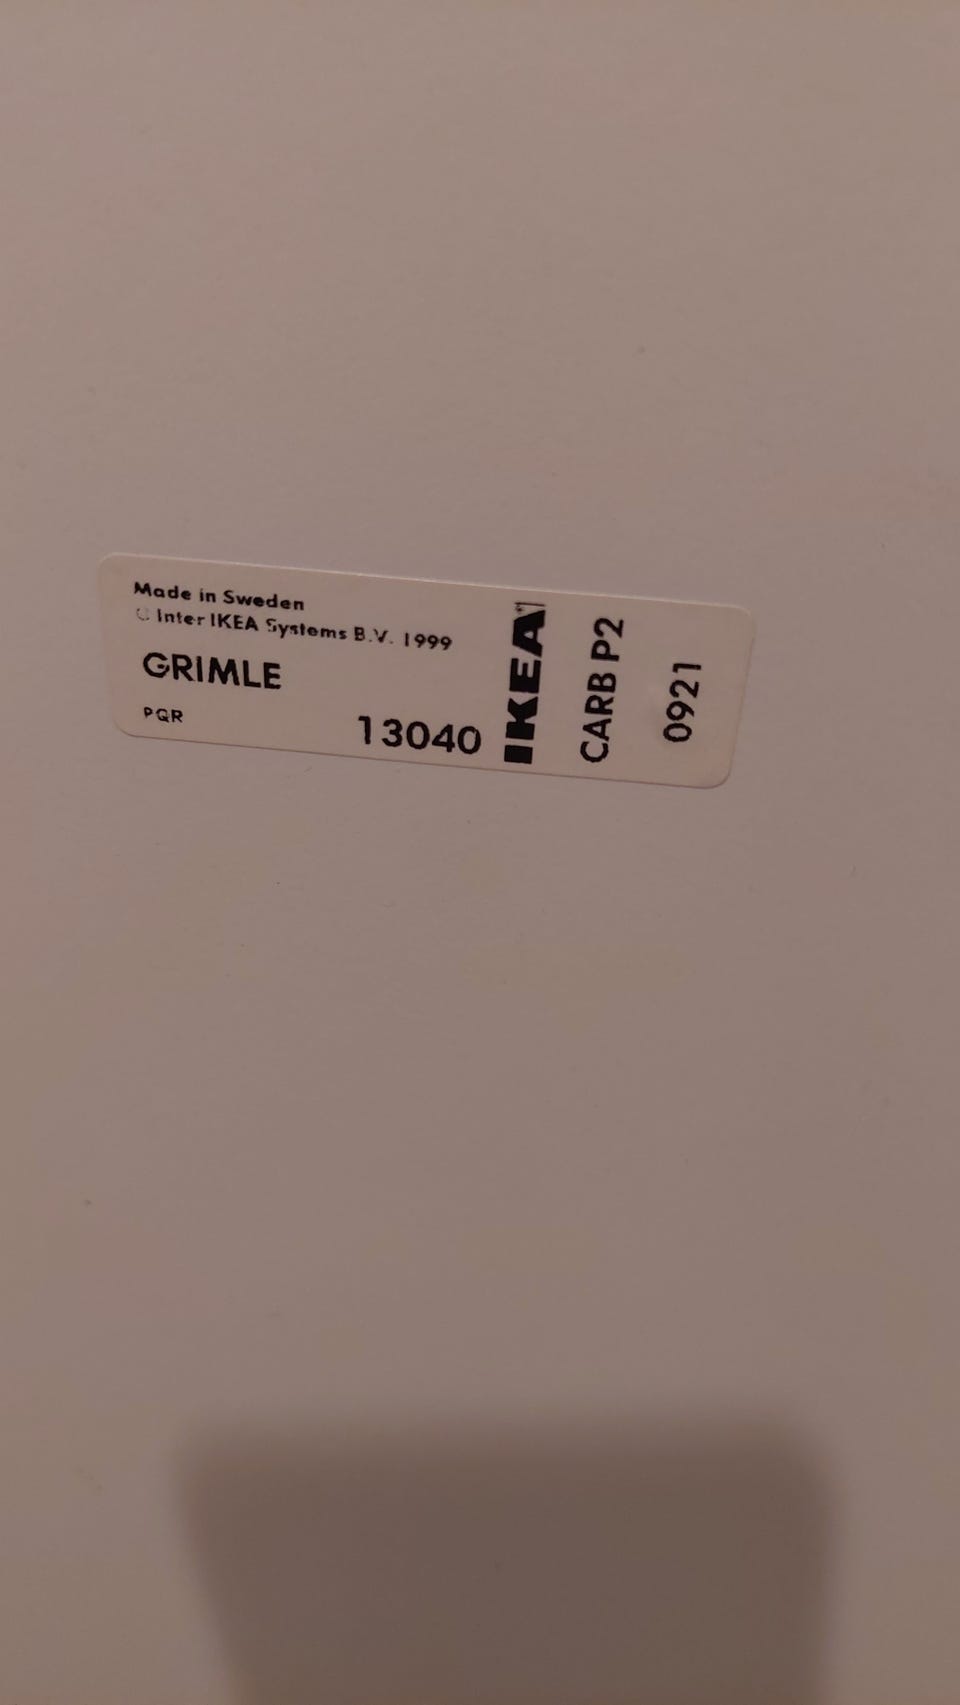 Made in Sweden
© Inter IKEA Systems B.V. 1999
GRIMLE
PQR
13040
IKEA
CARB P2
0921